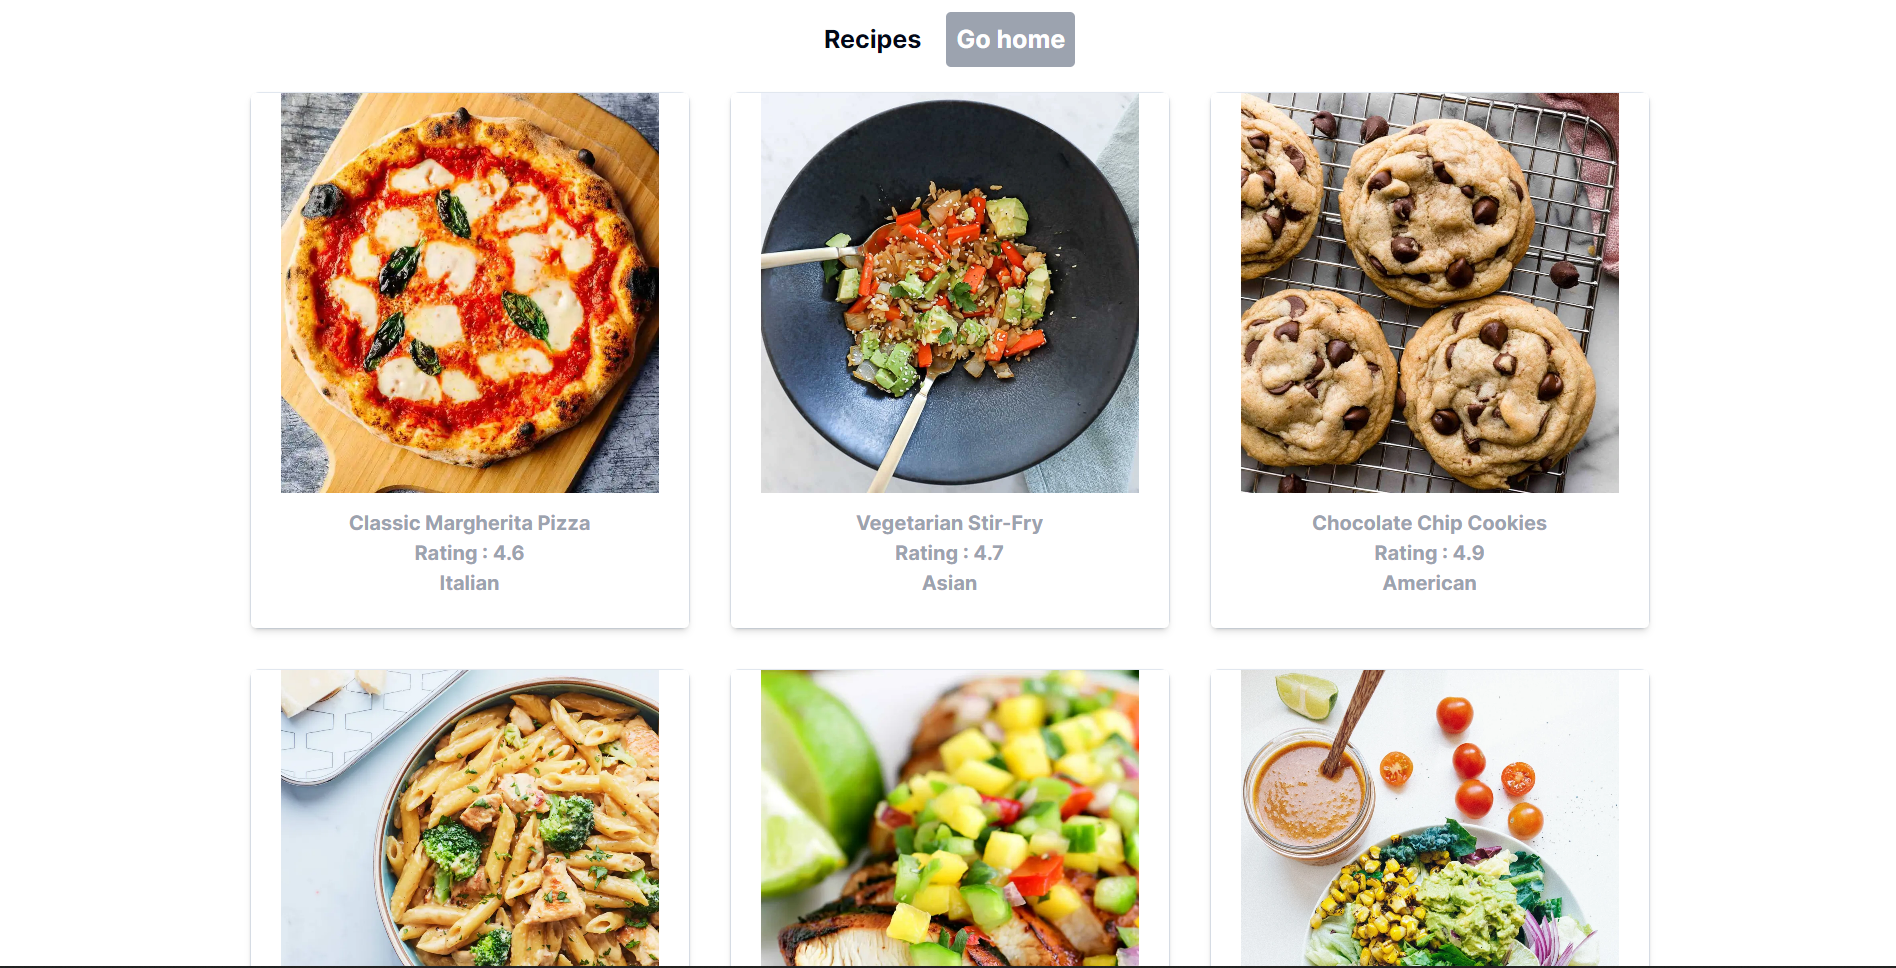 Recipes Go home
Classic Margherita Pizza
Rating : 4.6
Italian
Vegetarian Stir-Fry
Rating : 4.7
Asian
Chocolate Chip Cookies
Rating : 4.9
American